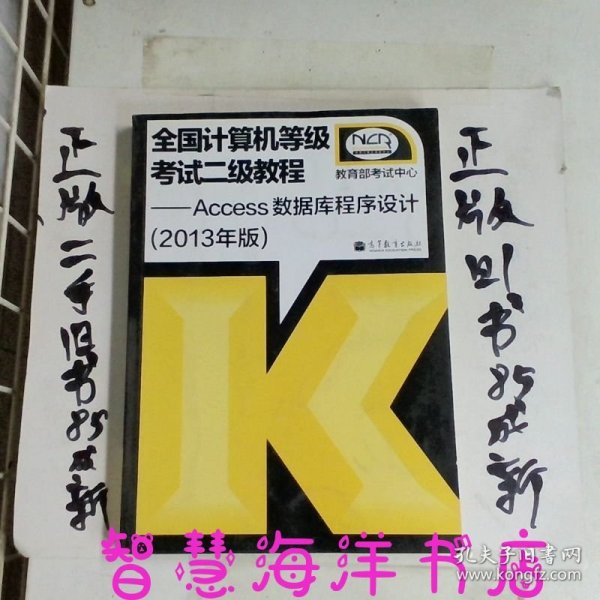 全国计算机等级
考试二级教程
——Access数据库程序设计
(2013年版)
NCR
教育部考试中心
高等教育出版社
HIGHER EDUCATION PRESS
正版二手旧书85成新
正版旧书85成新
智慧海洋书店
孔夫子旧书网
www.kongfz.com